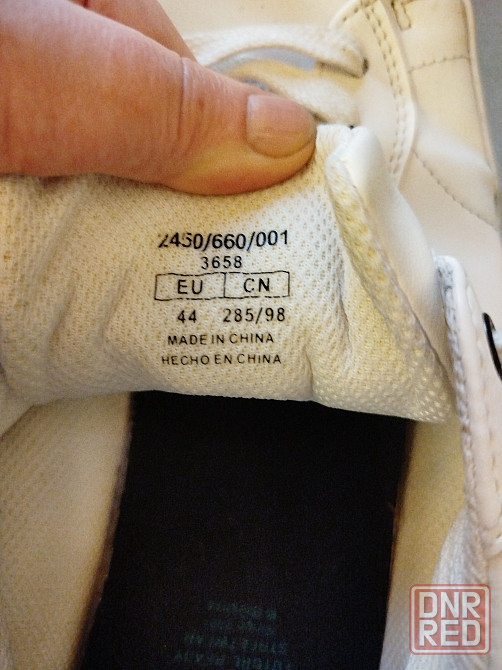 2450/660/001
3658
EU CN
44 285/98
MADE IN CHINA
HECHO EN CHINA
DNR
RED